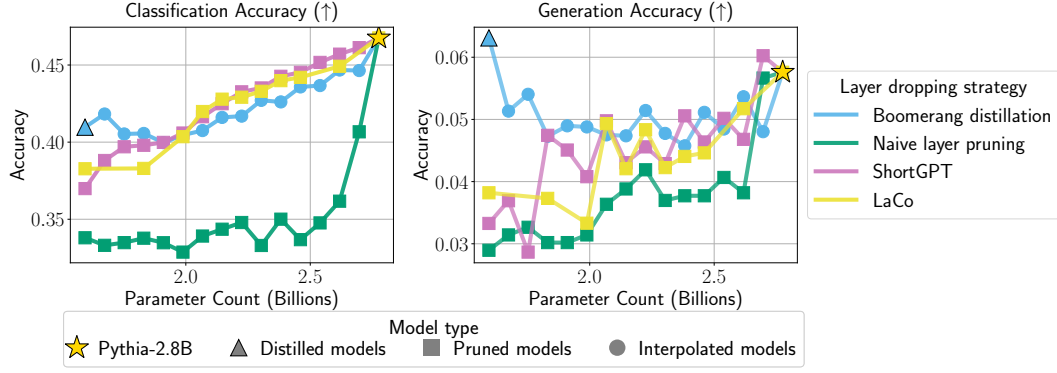 Classification Accuracy (↑)
Accuracy
0.45
0.40
0.35
2.0
2.5
Parameter Count (Billions)
Generation Accuracy (↑)
Accuracy
0.06
0.05
0.04
0.03
2.0
2.5
Parameter Count (Billions)
Layer dropping strategy
Boomerang distillation
Naive layer pruning
ShortGPT
LaCo
Model type
Pythia-2.8B
Distilled models
Pruned models
Interpolated models